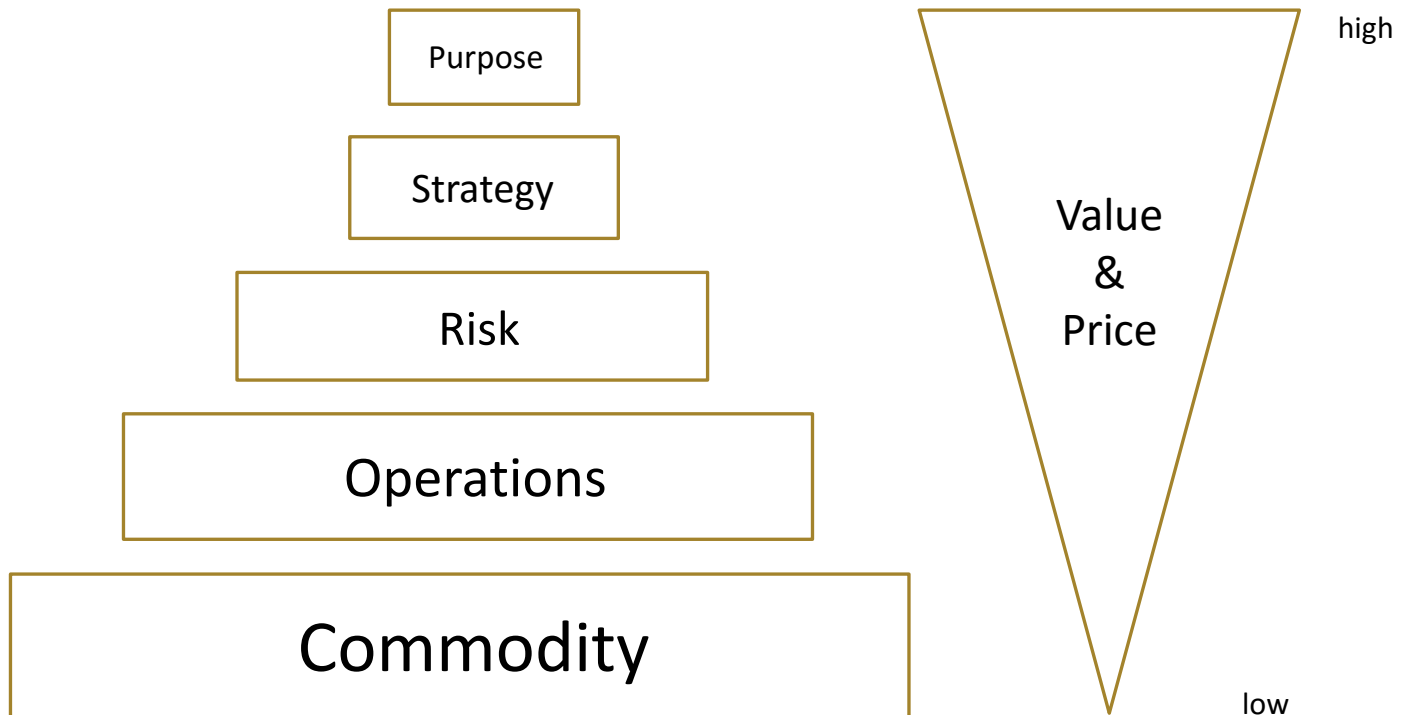 Purpose
Strategy
Risk
Operations
Commodity
high
Value
&
Price
low